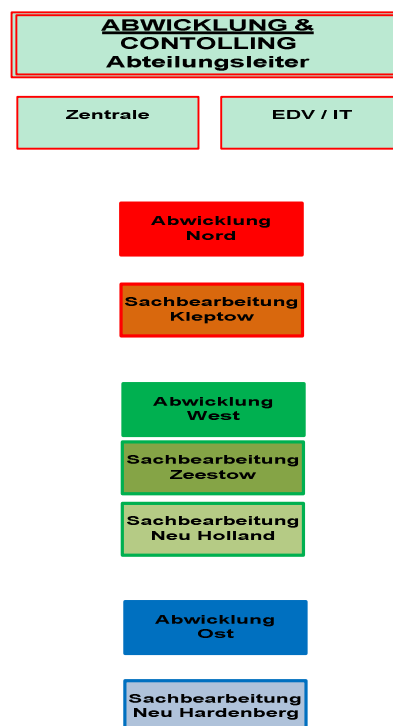 ABWICKLUNG &
CONTOLLING
Abteilungsleiter
Zentrale
EDV / IT
Abwicklung
Nord
Sachbearbeitung
Kleptow
Abwicklung
West
Sachbearbeitung
Zeestow
Sachbearbeitung
Neu Holland
Abwicklung
Ost
Sachbearbeitung
Neu Hardenberg